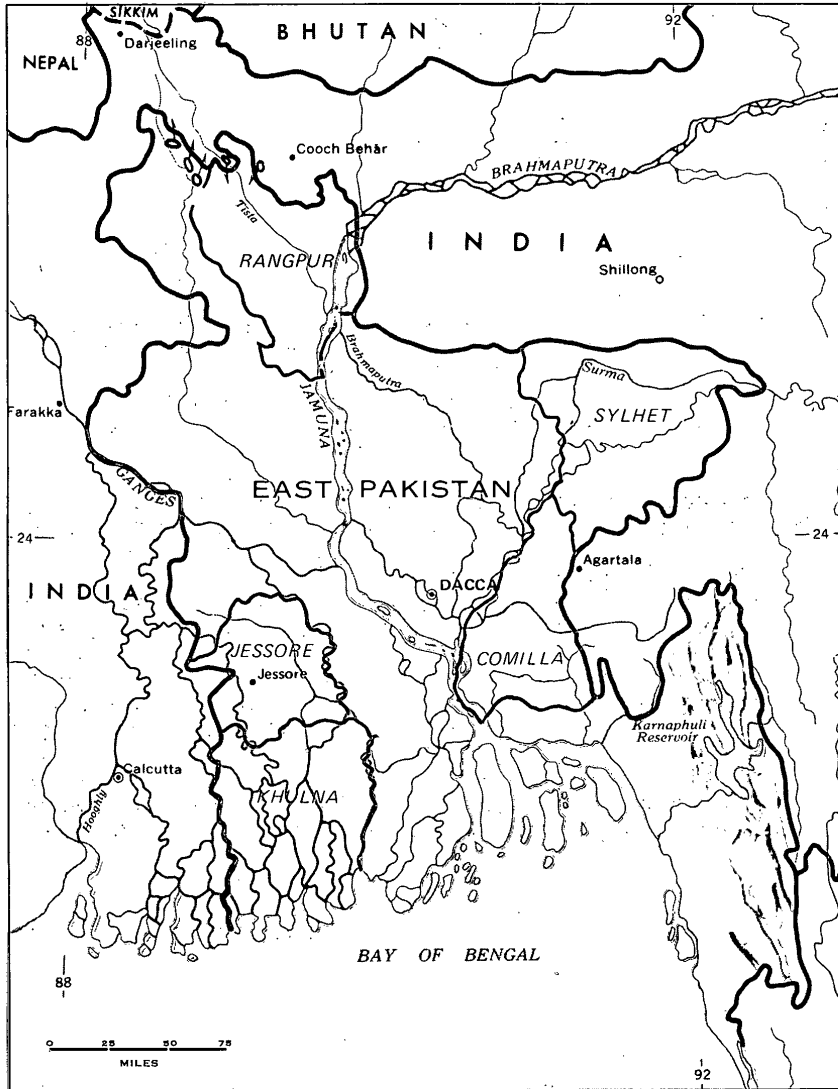 SIKKIM
88
Darjeeling
BHUTAN
92
NEPAL
Cooch Behār
BRAHMAPUTRA
Tista
INDIA
RANGPUR
Shillong
Brahmaputra
Surma
JAMUNA
SYLHET
Farakka
GANGES
EAST PAKISTAN
24
24
Agartala
INDIA
DACCA
JESSORE
COMILLA
Jessore
Karnaphuli
Reservoir
Calcutta
KHULNA
Hooghly
BAY OF BENGAL
88
0 25 50 75
MILES
92